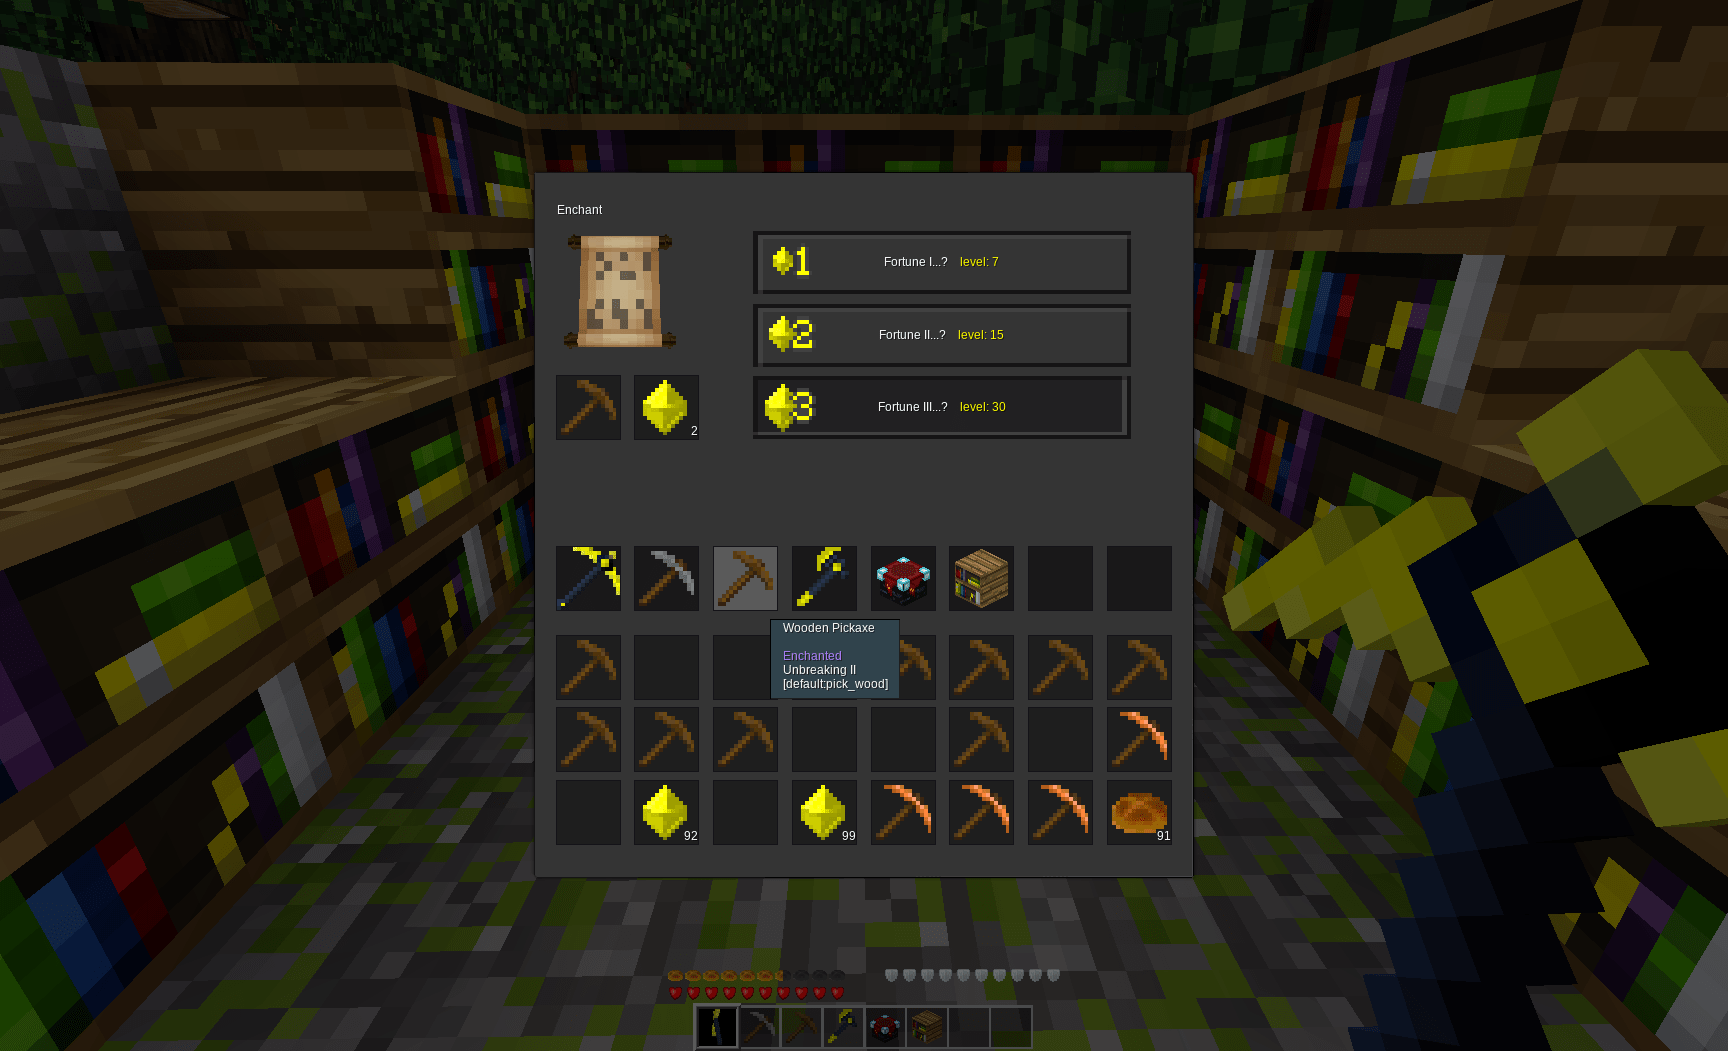 Enchant
1
Fortune I...? level: 7
2
Fortune II...? level: 15
3
Fortune III...? level: 30
2
Wooden Pickaxe
Enchanted
Unbreaking II
[default:pick_wood]
92
99
91